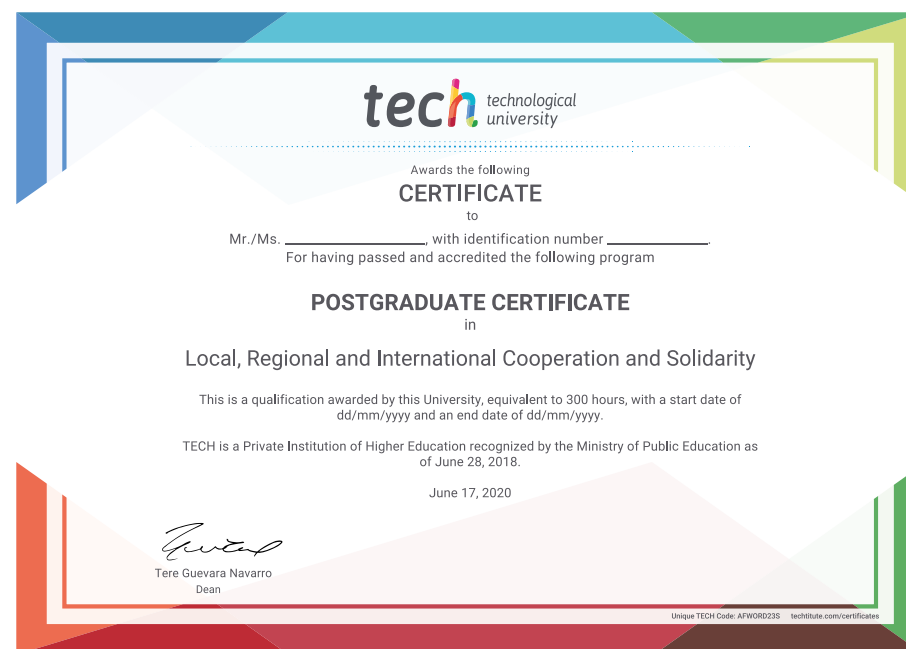 tech technological
university
Awards the following
CERTIFICATE
to
Mr./Ms. ____________________, with identification number ______________.
For having passed and accredited the following program
POSTGRADUATE CERTIFICATE
in
Local, Regional and International Cooperation and Solidarity
This is a qualification awarded by this University, equivalent to 300 hours, with a start date of
dd/mm/yyyy and an end date of dd/mm/yyyy.
TECH is a Private Institution of Higher Education recognized by the Ministry of Public Education as
of June 28, 2018.
June 17, 2020
Tere Guevara Navarro
Dean
Unique TECH Code: AFWORD23S techtitute.com/certificates